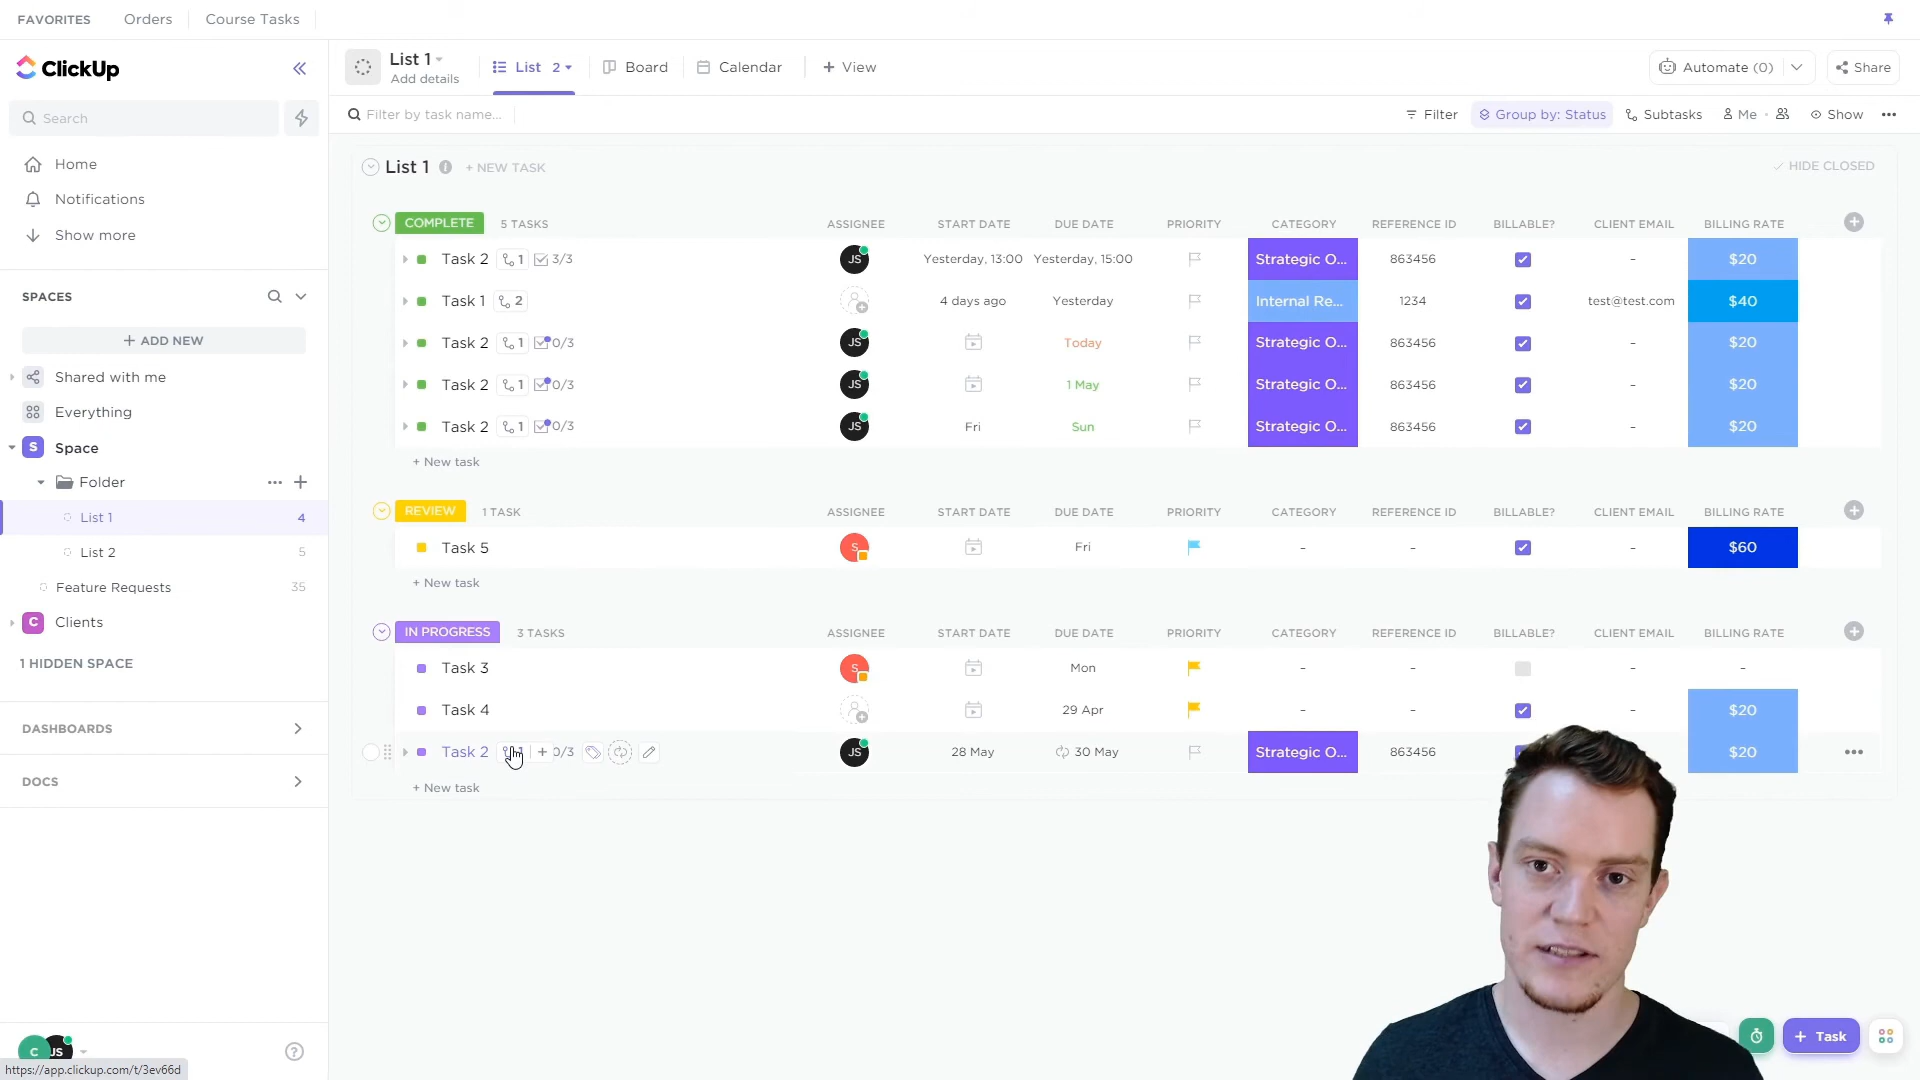 FAVORITES Orders Course Tasks
ClickUp
Search
Home
Notifications
Show more
SPACES
+ ADD NEW
Shared with me
Everything
S Space
Folder
List 1 4
List 2 5
Feature Requests 35
C Clients
1 HIDDEN SPACE
DASHBOARDS
DOCS
C JS
https://app.clickup.com/t/3ev66d
List 1
Add details
List 2 Board Calendar + View
Automate (0) Share
Filter by task name...
Filter Group by: Status Subtasks Me Show
List 1 + NEW TASK HIDE CLOSED
COMPLETE 5 TASKS ASSIGNEE START DATE DUE DATE PRIORITY CATEGORY REFERENCE ID BILLABLE? CLIENT EMAIL BILLING RATE
Task 2 1 3/3 JS Yesterday, 13:00 Yesterday, 15:00 Strategic O... 863456 – $20
Task 1 2 4 days ago Yesterday Internal Re... 1234 test@test.com $40
Task 2 1 0/3 JS Today Strategic O... 863456 – $20
Task 2 1 0/3 JS 1 May Strategic O... 863456 – $20
Task 2 1 0/3 JS Fri Sun Strategic O... 863456 – $20
+ New task
REVIEW 1 TASK ASSIGNEE START DATE DUE DATE PRIORITY CATEGORY REFERENCE ID BILLABLE? CLIENT EMAIL BILLING RATE
Task 5 S Fri – – – $60
+ New task
IN PROGRESS 3 TASKS ASSIGNEE START DATE DUE DATE PRIORITY CATEGORY REFERENCE ID BILLABLE? CLIENT EMAIL BILLING RATE
Task 3 S Mon – – – –
Task 4 29 Apr – – – $20
Task 2 1 + 0/3 JS 28 May 30 May Strategic O... 863456 – $20
+ New task
+ Task